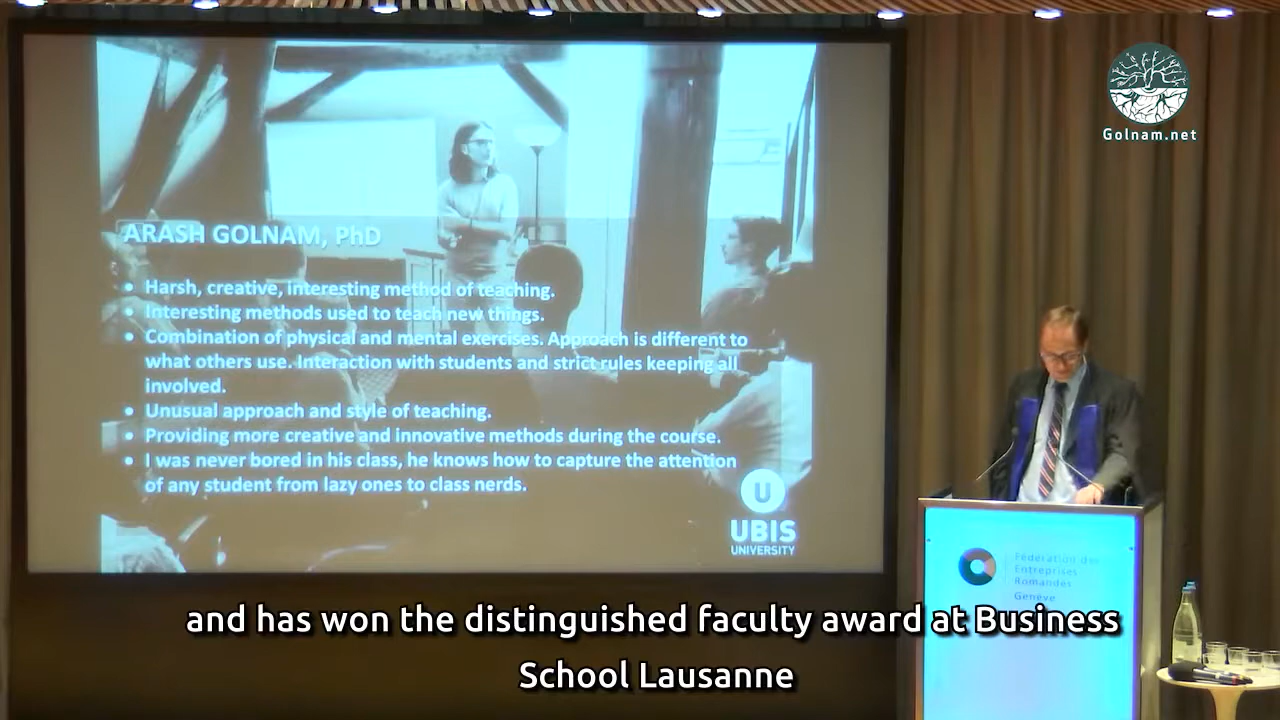 Golnam.net
ARASH GOLNAM, PhD
• Harsh, creative, interesting method of teaching.
• Interesting methods used to teach new things.
• Combination of physical and mental exercises. Approach is different to
what others use. Interaction with students and strict rules keeping all
involved.
• Unusual approach and style of teaching.
• Providing more creative and innovative methods during the course.
• I was never bored in his class, he knows how to capture the attention
of any student from lazy ones to class nerds.
U
UBIS
UNIVERSITY
Fédération des
Entreprises
Romandes
Genève
and has won the distinguished faculty award at Business
School Lausanne